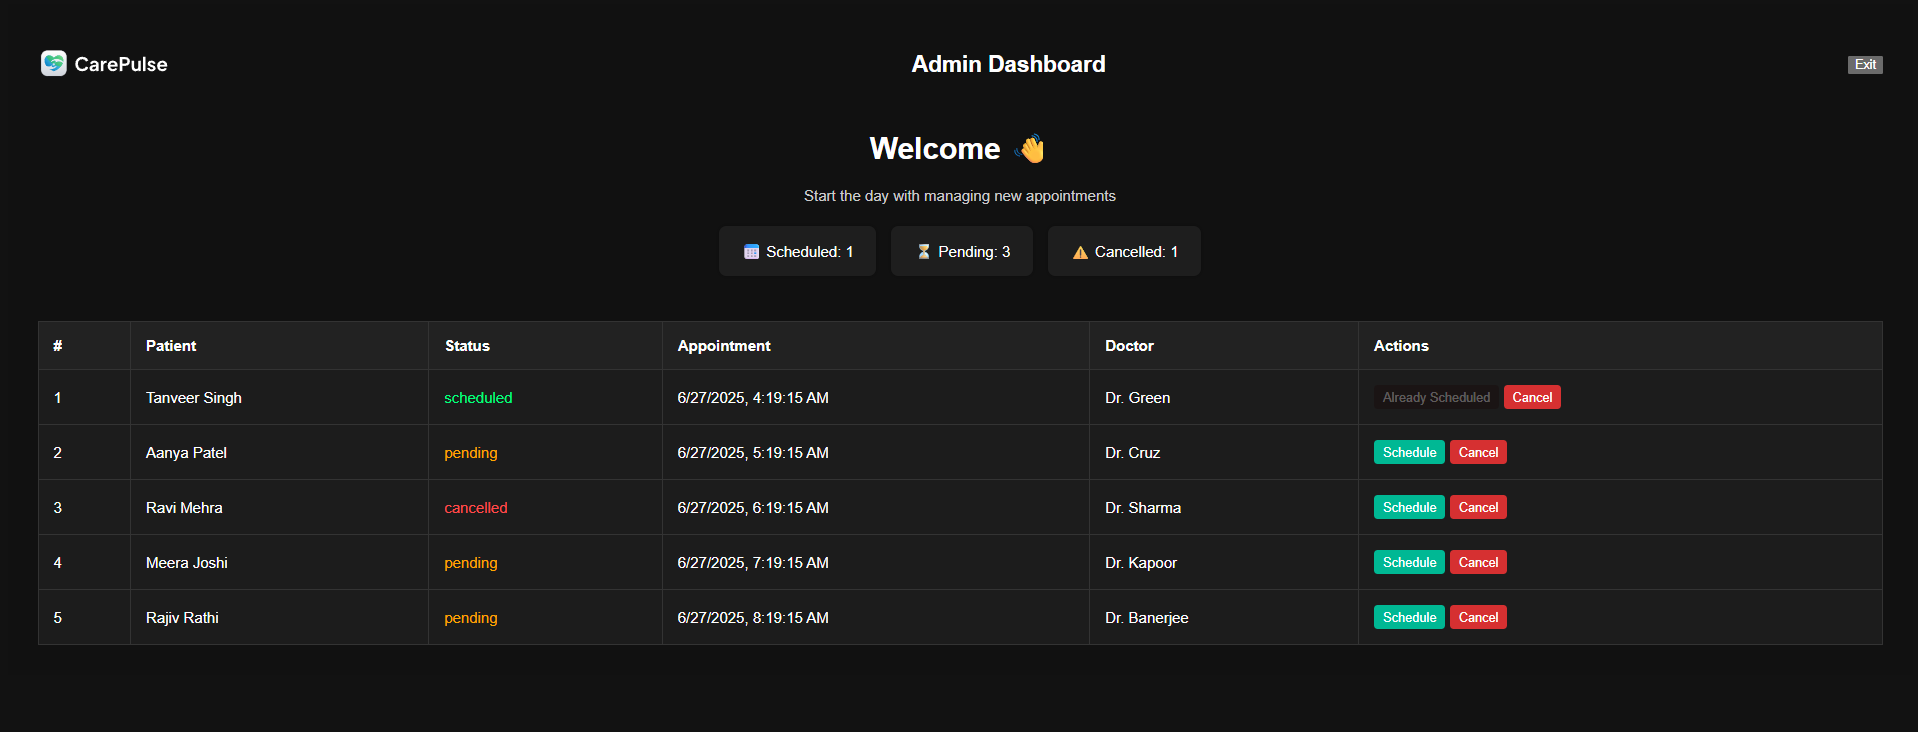 CarePulse
Admin Dashboard
Exit
Welcome 👋
Start the day with managing new appointments
Scheduled: 1
Pending: 3
Cancelled: 1
# Patient Status Appointment Doctor Actions
1 Tanveer Singh scheduled 6/27/2025, 4:19:15 AM Dr. Green Already Scheduled Cancel
2 Aanya Patel pending 6/27/2025, 5:19:15 AM Dr. Cruz Schedule Cancel
3 Ravi Mehra cancelled 6/27/2025, 6:19:15 AM Dr. Sharma Schedule Cancel
4 Meera Joshi pending 6/27/2025, 7:19:15 AM Dr. Kapoor Schedule Cancel
5 Rajiv Rathi pending 6/27/2025, 8:19:15 AM Dr. Banerjee Schedule Cancel